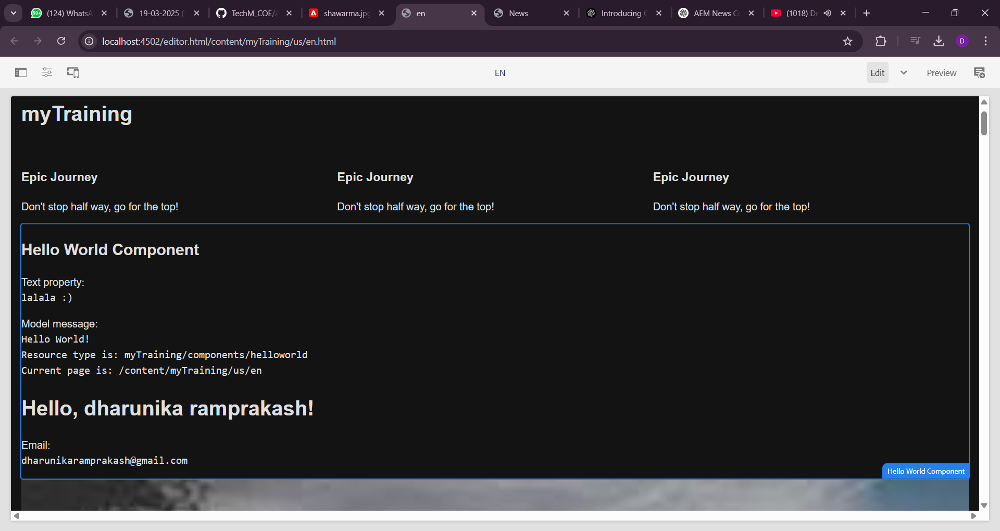 99+
(124) WhatsA
19-03-2025 (
TechM_COE/
shawarma.jpg
en
News
Introducing
AEM News Co
(1018) De
localhost:4502/editor.html/content/myTraining/us/en.html
D
EN
Edit
Preview
myTraining
Epic Journey
Epic Journey
Epic Journey
Don't stop half way, go for the top!
Don't stop half way, go for the top!
Don't stop half way, go for the top!
Hello World Component
Text property:
lalala :)
Model message:
Hello World!
Resource type is: myTraining/components/helloworld
Current page is: /content/myTraining/us/en
Hello, dharunika ramprakash!
Email:
dharunikaramprakash@gmail.com
Hello World Component